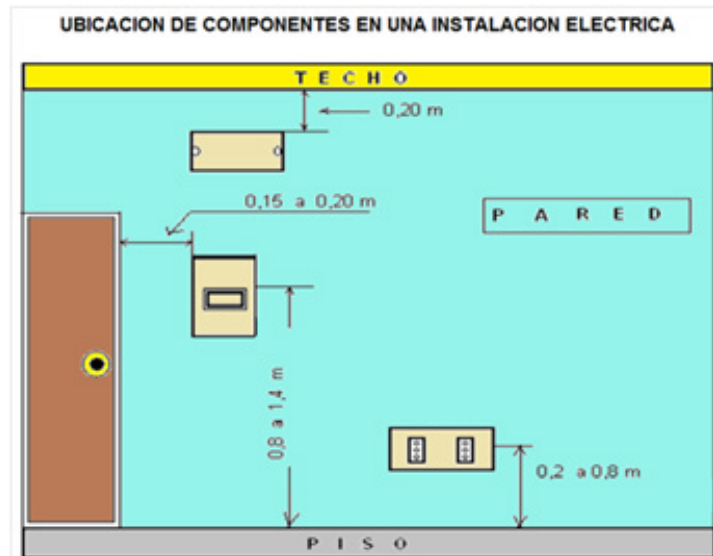 UBICACION DE COMPONENTES EN UNA INSTALACION ELECTRICA
T E C H O
0,20 m
0,15 a 0,20 m
P A R E D
0,8 a 1,4 m
0,2 a 0,8 m
P I S O